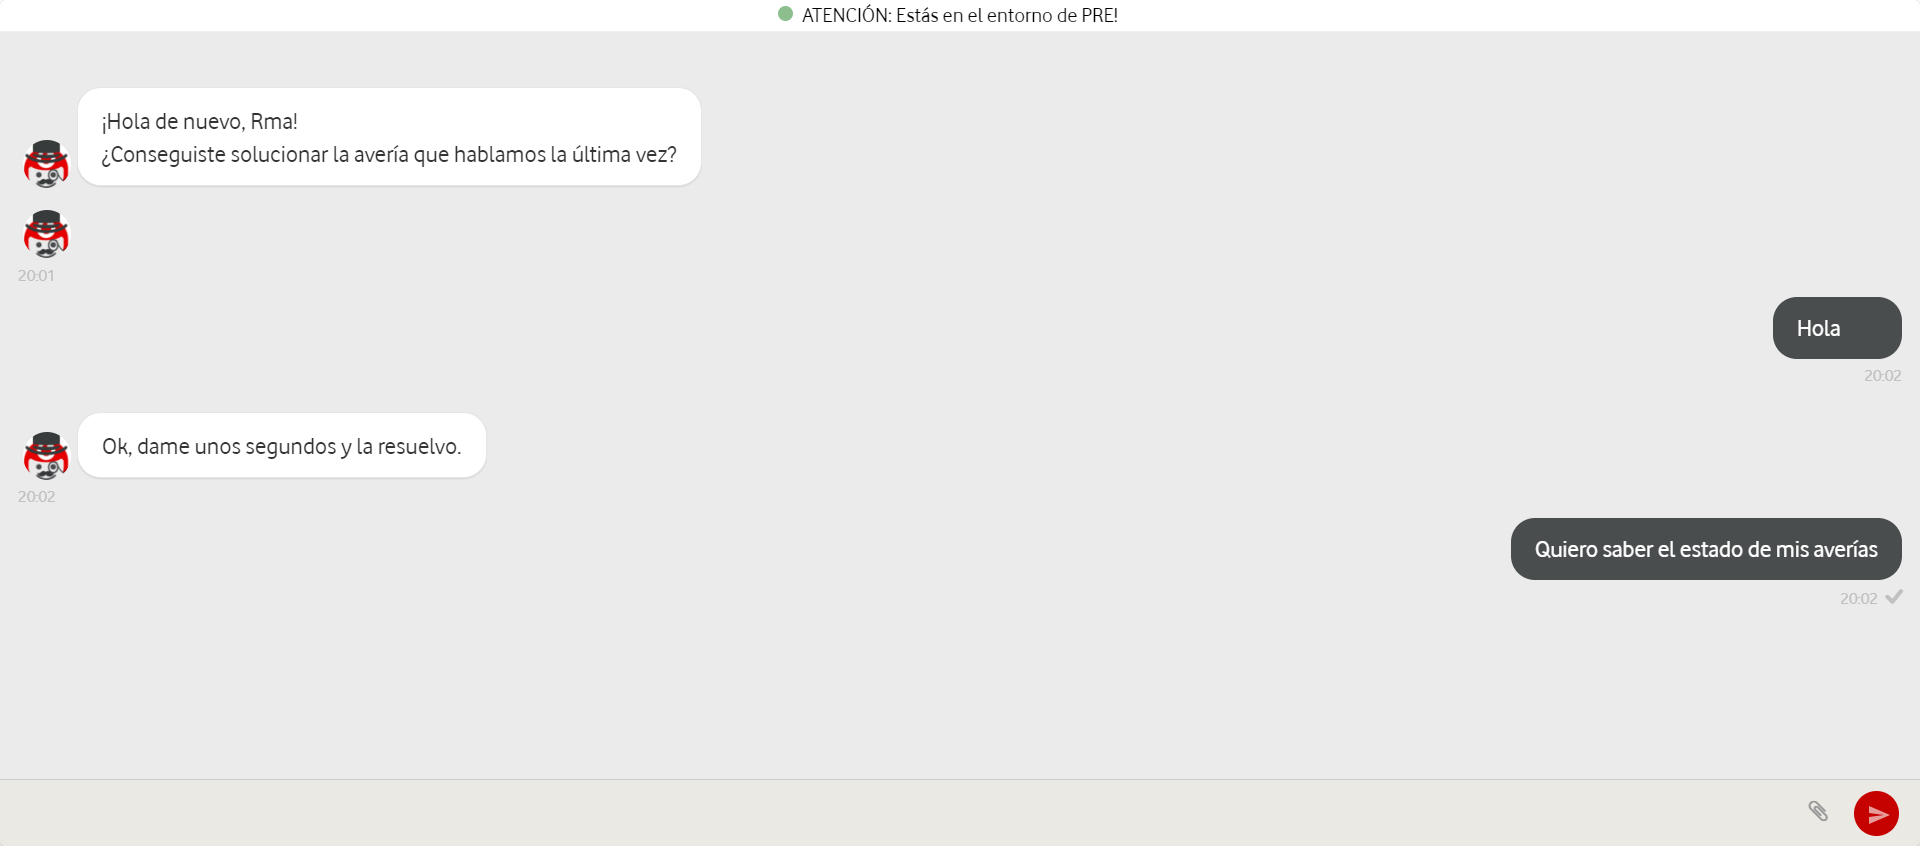 ATENCIÓN: Estás en el entorno de PRE!
¡Hola de nuevo, Rma!
¿Conseguiste solucionar la avería que hablamos la última vez?
20:01
Hola
20:02
Ok, dame unos segundos y la resuelvo.
20:02
Quiero saber el estado de mis averías
20:02